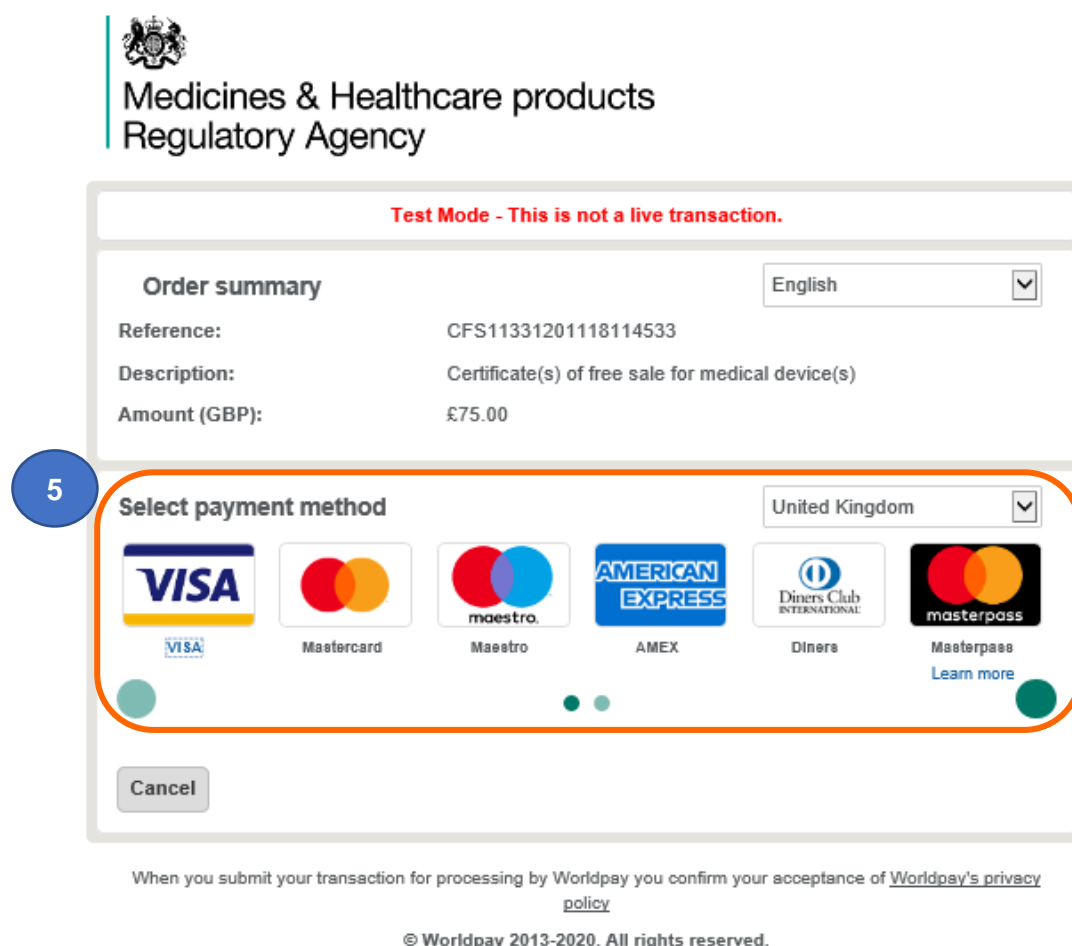 Medicines & Healthcare products
Regulatory Agency
Test Mode - This is not a live transaction.
Order summary
English
Reference: CFS11331201118114533
Description: Certificate(s) of free sale for medical device(s)
Amount (GBP): £75.00
5
Select payment method
United Kingdom
VISA
maestro.
AMERICAN
EXPRESS
Diners Club
INTERNATIONAL
masterpass
VISA Mastercard Maestro AMEX Diners Masterpass
Learn more
Cancel
When you submit your transaction for processing by Worldpay you confirm your acceptance of Worldpay's privacy
policy
© Worldpay 2013-2020. All rights reserved.